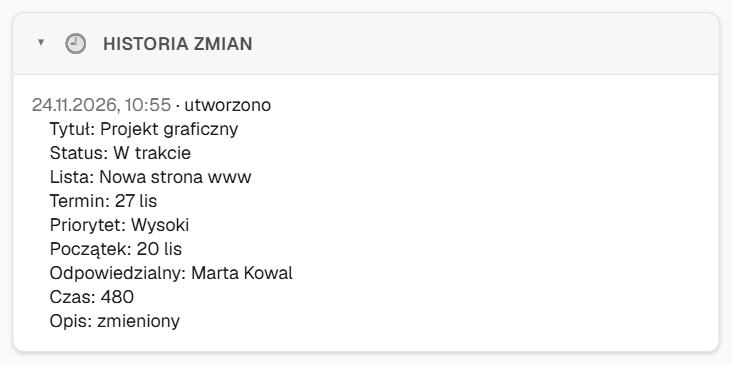 HISTORIA ZMIAN
24.11.2026, 10:55 · utworzono
Tytuł: Projekt graficzny
Status: W trakcie
Lista: Nowa strona www
Termin: 27 lis
Priorytet: Wysoki
Początek: 20 lis
Odpowiedzialny: Marta Kowal
Czas: 480
Opis: zmieniony